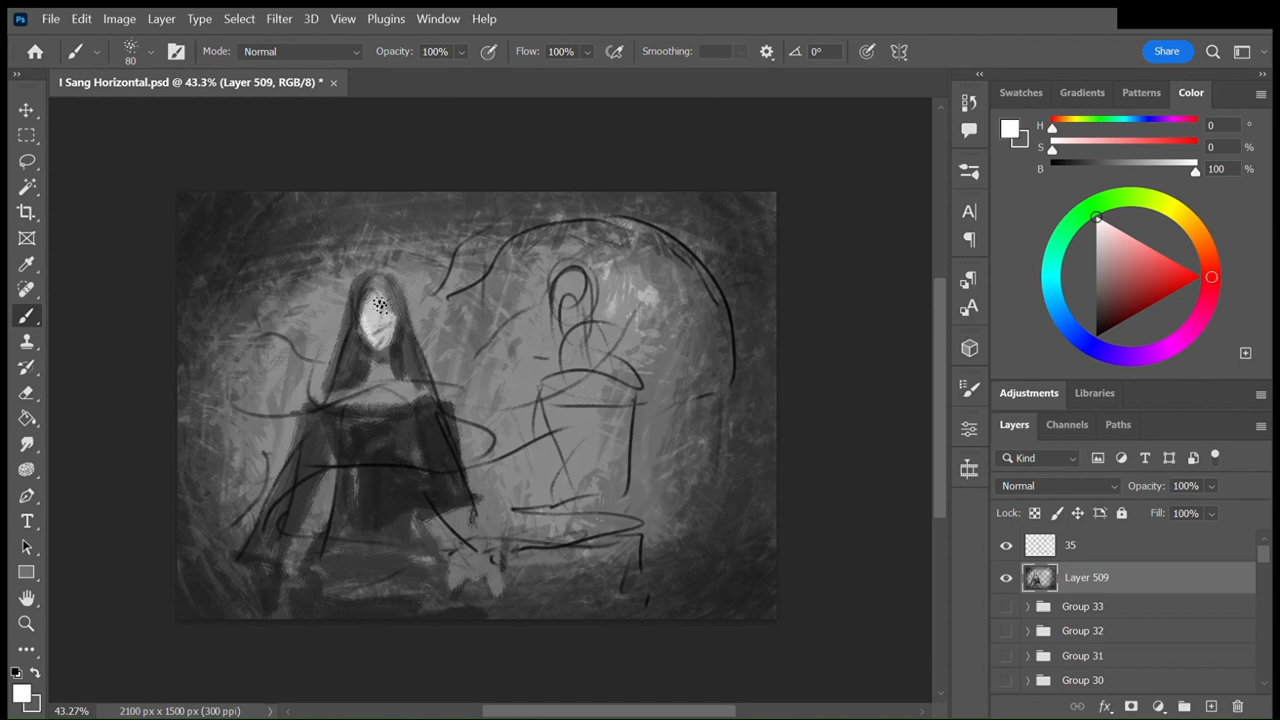 Ps File Edit Image Layer Type Select Filter 3D View Plugins Window Help
80 Mode: Normal Opacity: 100% Flow: 100% Smoothing: 0° Share
I Sang Horizontal.psd @ 43.3% (Layer 509, RGB/8) * ×
Swatches Gradients Patterns Color
H 0 °
S 0 %
B 100 %
Adjustments Libraries
Layers Channels Paths
Kind
Normal Opacity: 100%
Lock: Fill: 100%
35
Layer 509
Group 33
Group 32
Group 31
Group 30
fx
43.27% 2100 px x 1500 px (300 ppi)